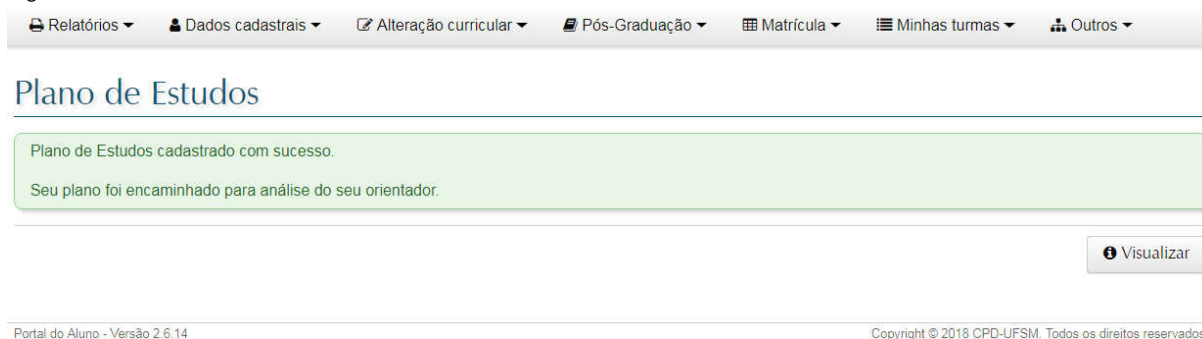 Relatórios Dados cadastrais Alteração curricular Pós-Graduação Matrícula Minhas turmas Outros
Plano de Estudos
Plano de Estudos cadastrado com sucesso.
Seu plano foi encaminhado para análise do seu orientador.
Visualizar
Portal do Aluno - Versão 2.6.14 Copyright © 2018 CPD-UFSM. Todos os direitos reservados